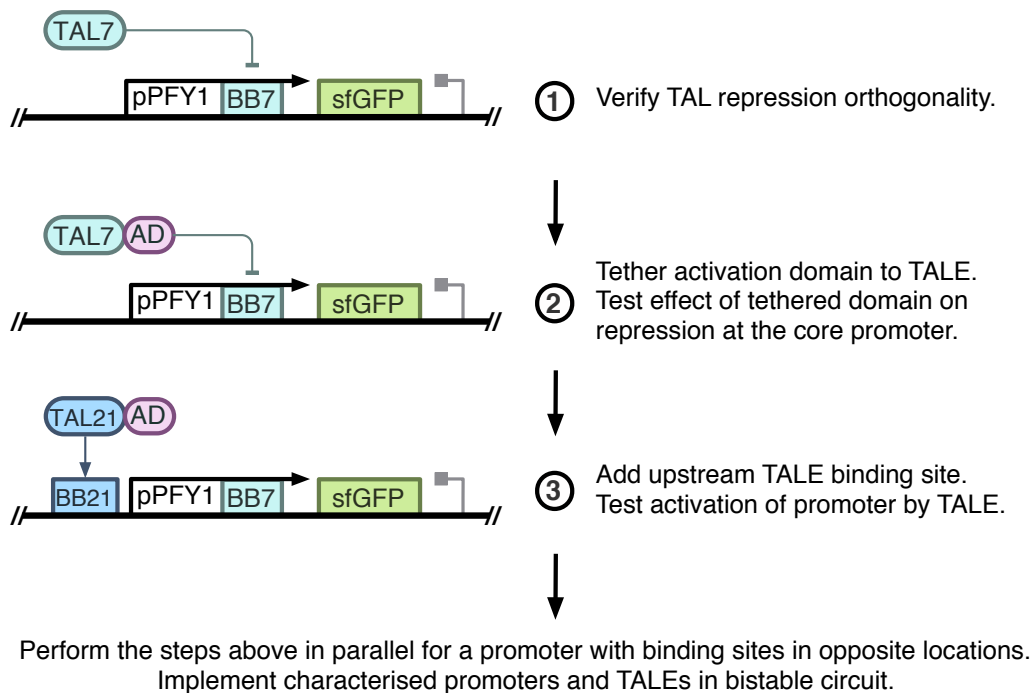 TAL7
pPFY1 BB7 sfGFP
// //
1 Verify TAL repression orthogonality.
TAL7 AD
pPFY1 BB7 sfGFP
// //
2 Tether activation domain to TALE.
Test effect of tethered domain on
repression at the core promoter.
TAL21 AD
BB21 pPFY1 BB7 sfGFP
// //
3 Add upstream TALE binding site.
Test activation of promoter by TALE.
Perform the steps above in parallel for a promoter with binding sites in opposite locations.
Implement characterised promoters and TALEs in bistable circuit.